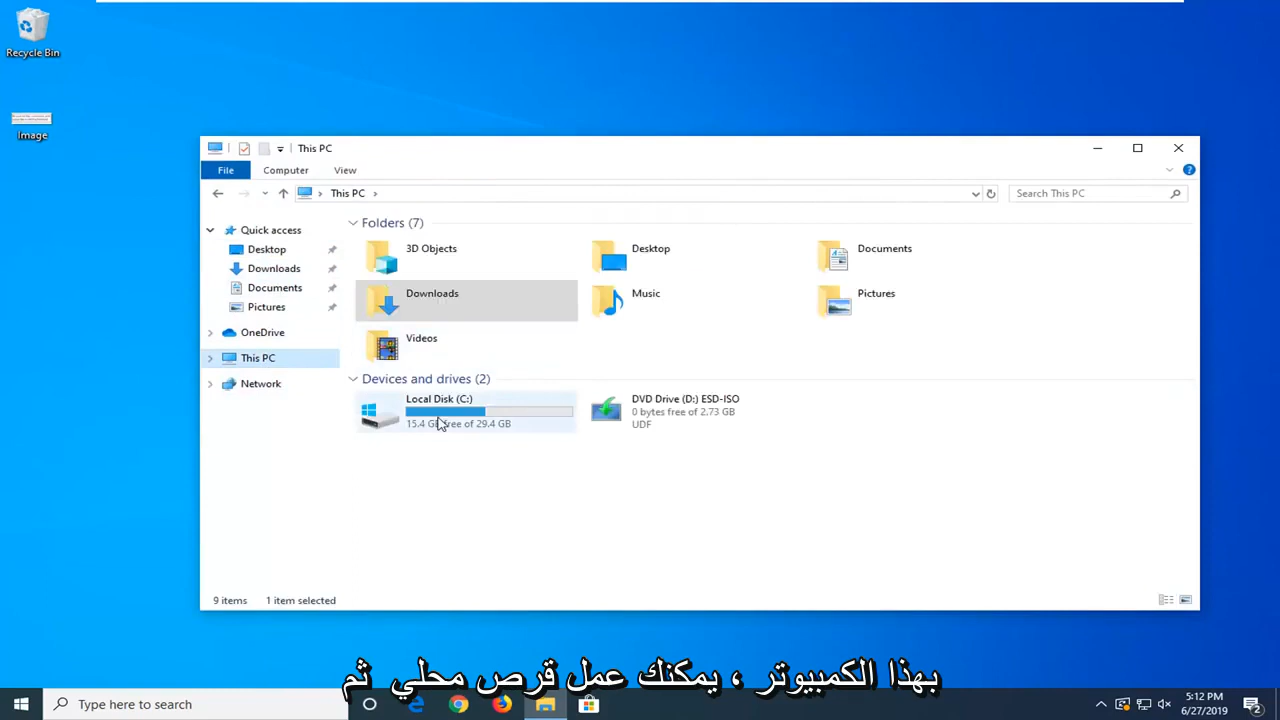 Recycle Bin
Image
This PC
File
Computer
View
This PC
Search This PC
Quick access
Desktop
Downloads
Documents
Pictures
OneDrive
This PC
Network
Folders (7)
3D Objects
Desktop
Documents
Downloads
Music
Pictures
Videos
Devices and drives (2)
Local Disk (C:)
15.4 GB free of 29.4 GB
DVD Drive (D:) ESD-ISO
0 bytes free of 2.73 GB
UDF
9 items
1 item selected
بهذا الكمبيوتر ، يمكنك عمل قرص محلي ثم
Type here to search
5:12 PM
6/27/2019
2